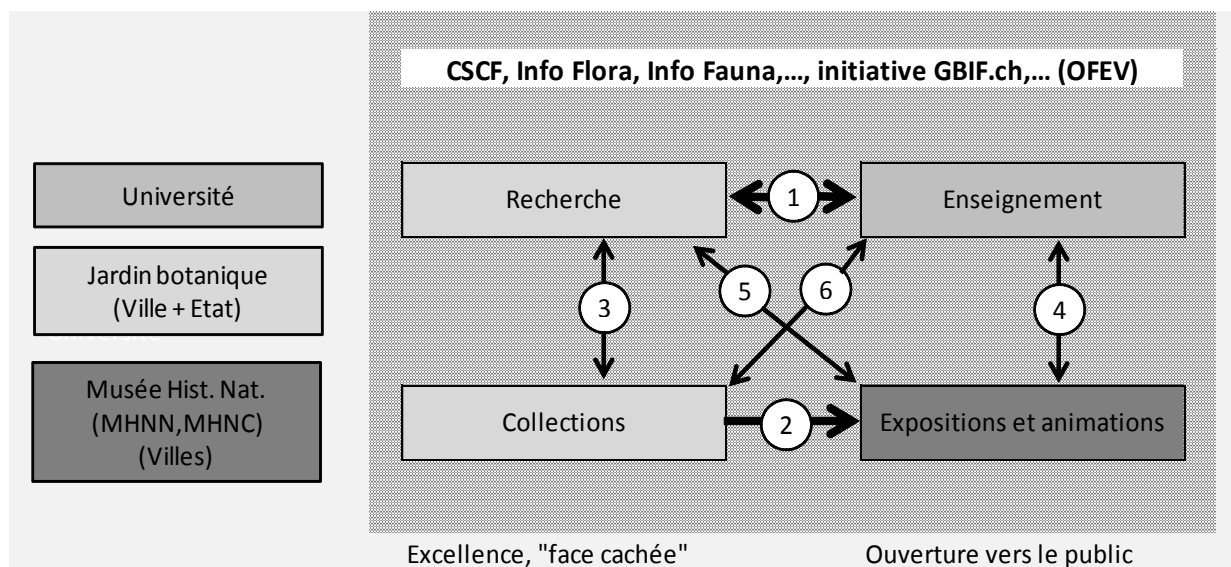 CSCF, Info Flora, Info Fauna,..., initiative GBIF.ch,... (OFEV)
Université
Recherche
1
Enseignement
Jardin botanique
(Ville + Etat)
Université
3
5
6
4
Musée Hist. Nat.
(MHNN,MHNC)
(Villes)
Collections
2
Expositions et animations
Excellence, "face cachée"
Ouverture vers le public